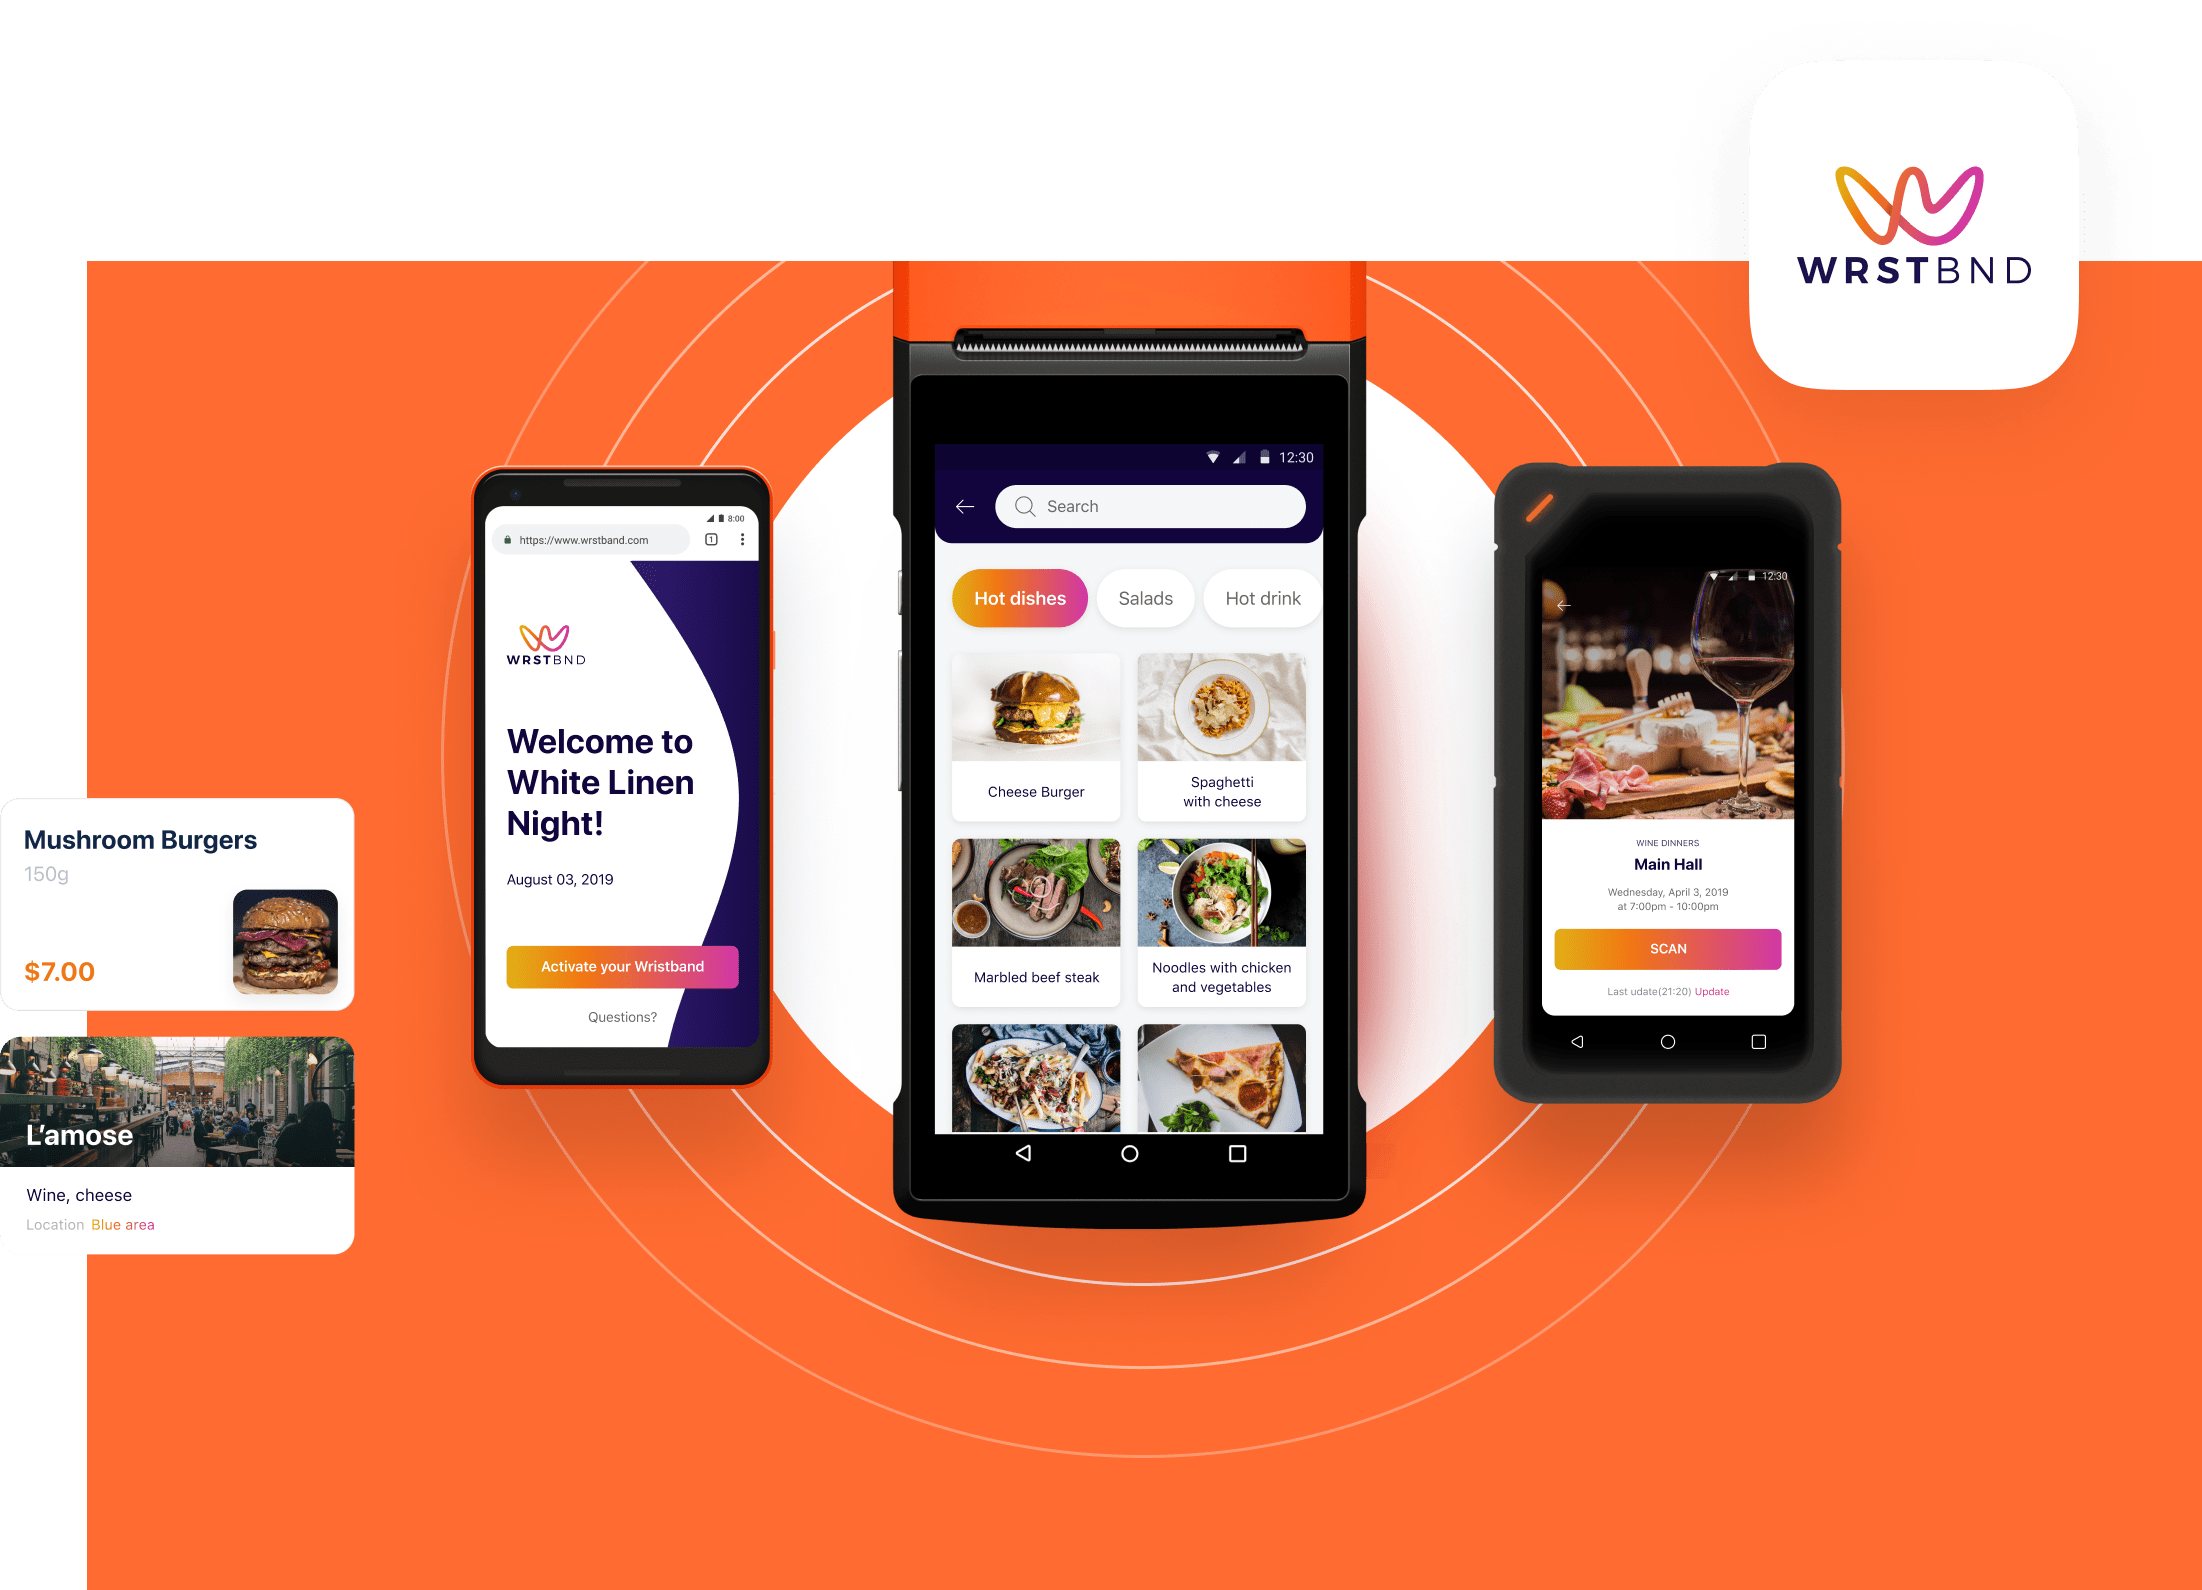 WRSTBND
8:00
https://www.wrstband.com
1
WRSTBND
Welcome to
White Linen
Night!
August 03, 2019
Activate your Wristband
Questions?
12:30
Search
Hot dishes
Salads
Hot drink
Cheese Burger
Spaghetti
with cheese
Marbled beef steak
Noodles with chicken
and vegetables
12:30
WINE DINNERS
Main Hall
Wednesday, April 3, 2019
at 7:00pm - 10:00pm
SCAN
Last udate(21:20) Update
Mushroom Burgers
150g
$7.00
L’amose
Wine, cheese
Location Blue area